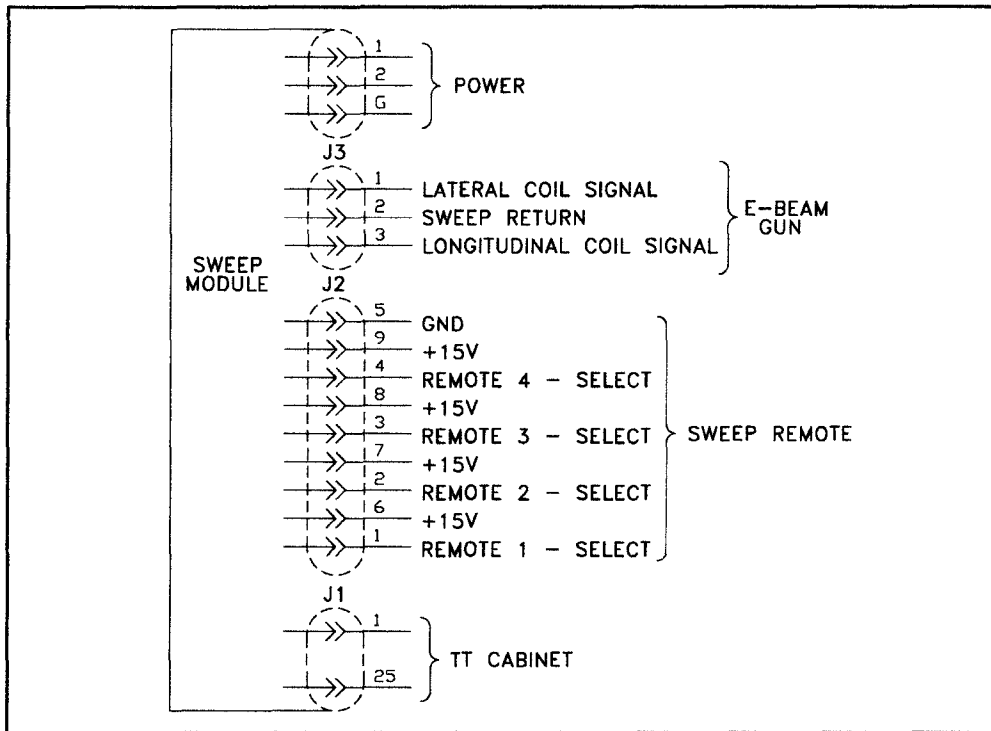 1
2
G
POWER
J3
1
LATERAL COIL SIGNAL
2
SWEEP RETURN
3
LONGITUDINAL COIL SIGNAL
E-BEAM
GUN
SWEEP
MODULE
J2
5
GND
9
+15V
4
REMOTE 4 - SELECT
8
+15V
3
REMOTE 3 - SELECT
7
+15V
2
REMOTE 2 - SELECT
6
+15V
1
REMOTE 1 - SELECT
SWEEP REMOTE
J1
1
25
TT CABINET